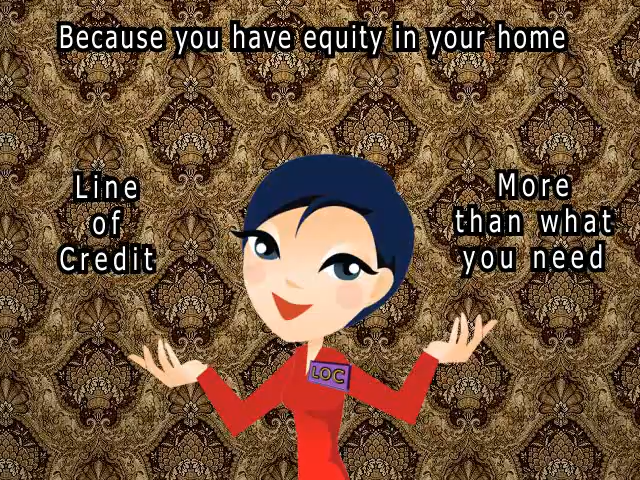 Because you have equity in your home
Line
of
Credit
More
than what
you need
LOC